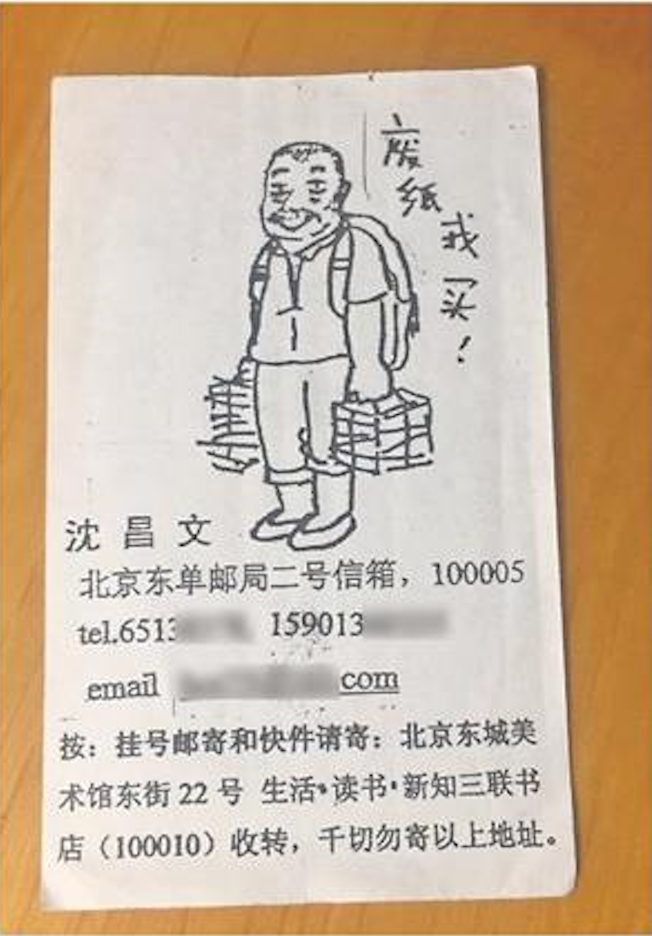 废纸我买！
沈昌文
北京东单邮局二号信箱，100005
tel.6513 159013
email com
按：挂号邮寄和快件请寄：北京东城美
术馆东街22号 生活·读书·新知三联书
店（100010）收转，千切勿寄以上地址。